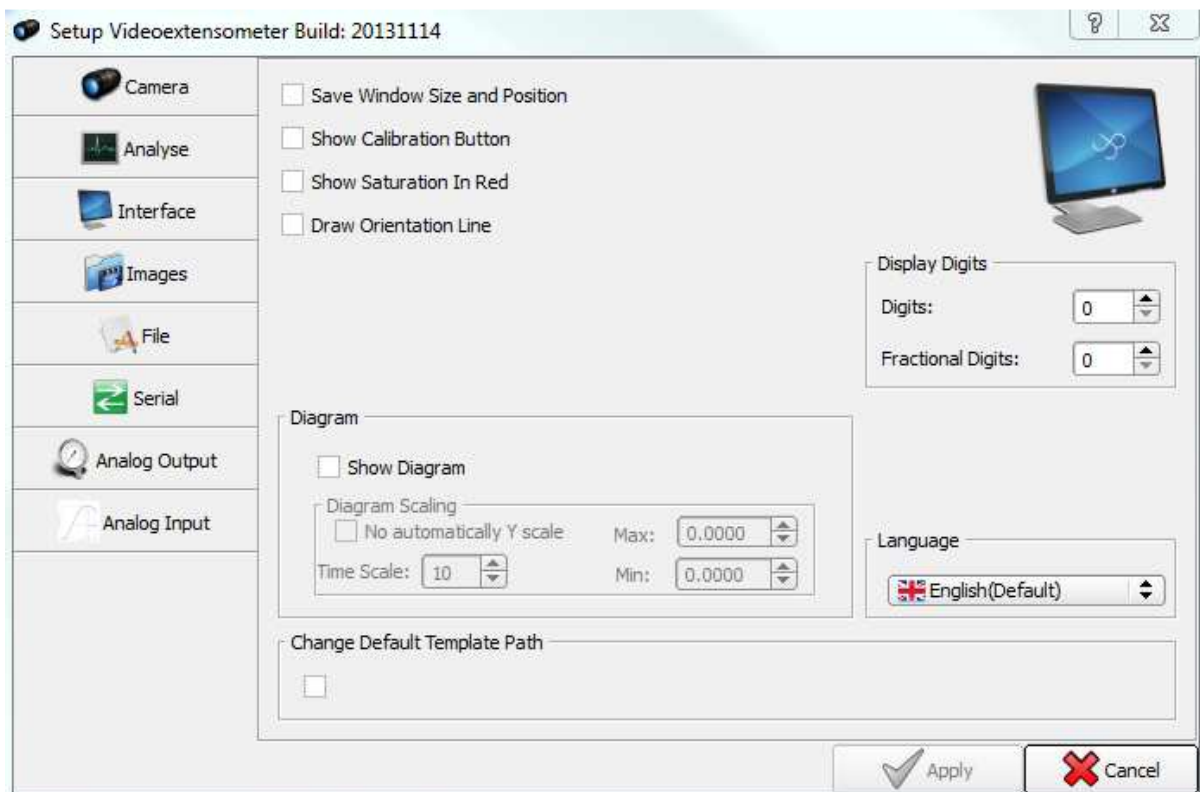 Setup Videoextensometer Build: 20131114
Camera
Analyse
Interface
Images
File
Serial
Analog Output
Analog Input
Save Window Size and Position
Show Calibration Button
Show Saturation In Red
Draw Orientation Line
Display Digits
Digits: 0
Fractional Digits: 0
Diagram
Show Diagram
Diagram Scaling
No automatically Y scale
Max: 0.0000
Time Scale: 10
Min: 0.0000
Language
English(Default)
Change Default Template Path
Apply
Cancel